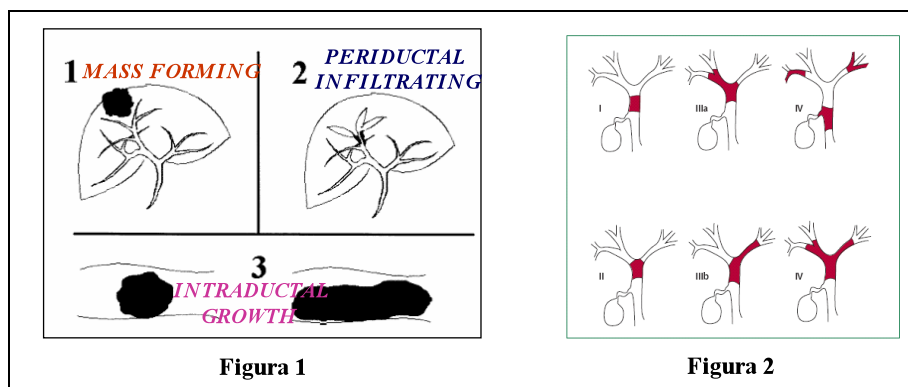 1 MASS FORMING
2 PERIDUCTAL
INFILTRATING
3
INTRADUCTAL
GROWTH
Figura 1
I
IIIa
IV
II
IIIb
IV
Figura 2